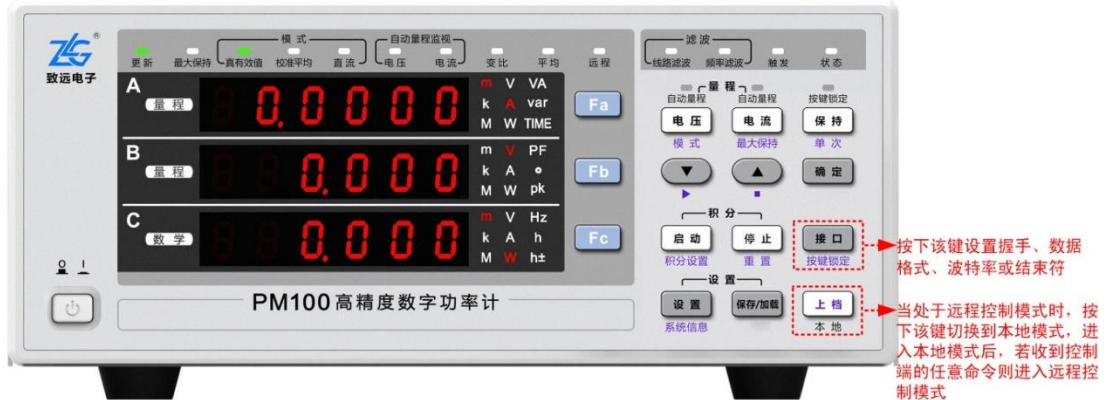 ZLG®
致远电子
模 式
自动量程监视
更 新 最大保持 真有效值 校准平均 直 流 电 压 电 流 变 比 平 均 远 程
滤 波
线路滤波 频率滤波 触 发 状 态
A
量 程
0.0000
m V VA
k A var
M W TIME
Fa
B
量 程
0.000
m V PF
k A °
M W pk
Fb
C
数 学
0.000
m V Hz
k A h
M W h±
Fc
量 程
自动量程 自动量程 按键锁定
电 压 电 流 保 持
模 式 最大保持 单 次
▼ ▲ 确 定
▶ ■
积 分
启 动 停 止 接 口
积分设置 重 置 按键锁定
设 置
设 置 保存/加载 上 档
系统信息 本 地
PM100 高精度数字功率计
按下该键设置握手、数据
格式、波特率或结束符
当处于远程控制模式时，按
下该键切换到本地模式，进
入本地模式后，若收到控制
端的任意命令则进入远程控
制模式